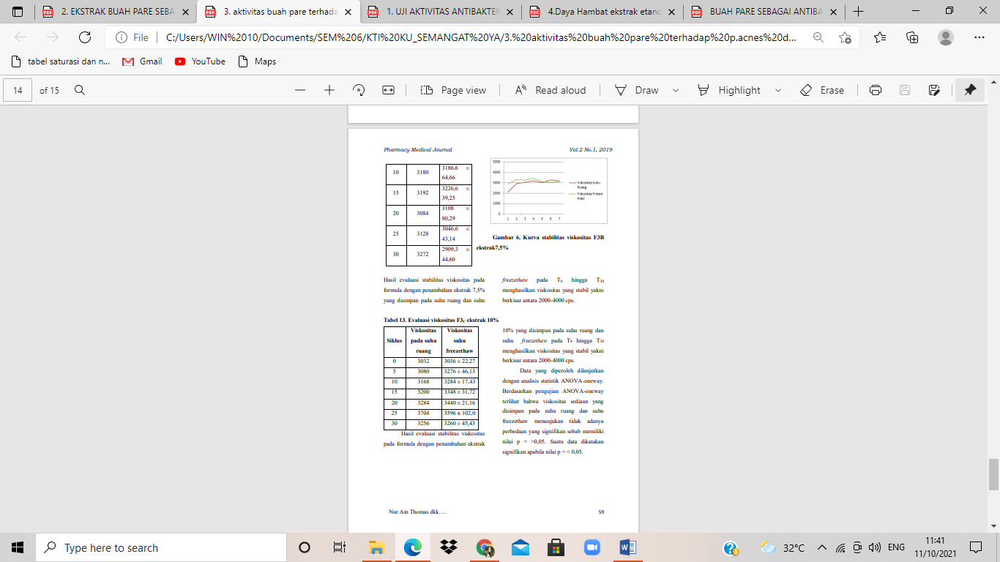 2. EKSTRAK BUAH PARE SEBA
3. aktivitas buah pare terhada
1. UJI AKTIVITAS ANTIBAKTER
4.Daya Hambat ekstrak etano
BUAH PARE SEBAGAI ANTIBA
File
C:/Users/WIN%2010/Documents/SEM%206/KTI%20KU_SEMANGAT%20YA/3.%20aktivitas%20buah%20pare%20terhadap%20p.acnes%20d...
tabel saturasi dan n...
Gmail
YouTube
Maps
14 of 15
Page view
Read aloud
Draw
Highlight
Erase
Pharmacy Medical Journal
Vol.2 No.1, 2019
10 3180 3186,6 ± 64,66
15 3192 3226,6 ± 39,25
20 3084 3108 ± 80,29
25 3128 3046,6 ± 43,14
30 3272 2909,3 ± 44,60
5000
4000
3000
2000
1000
0
1 2 3 4 5 6 7
Viskositas Suhu
Ruang
Viskositas Freeze
thaw
Gambar 6. Kurva stabilitas viskositas F3B
ekstrak7,5%
Hasil evaluasi stabilitas viskositas pada
formula dengan penambahan ekstrak 7,5%
yang disimpan pada suhu ruang dan suhu
freezethaw pada T0 hingga T30
menghasilkan viskositas yang stabil yakni
berkisar antara 2000-4000 cps.
Tabel 13. Evaluasi viskositas F3C ekstrak 10%
Siklus Viskositas pada suhu ruang Viskositas suhu freezethaw
0 3032 3036 ± 22,27
5 3080 3276 ± 46,13
10 3168 3284 ± 17,43
15 3200 3348 ± 31,72
20 3284 3440 ± 21,16
25 3704 3596 ± 102,0
30 3256 3260 ± 45,43
Hasil evaluasi stabilitas viskositas
pada formula dengan penambahan ekstrak
10% yang disimpan pada suhu ruang dan
suhu freezethaw pada T0 hingga T30
menghasilkan viskositas yang stabil yakni
berkisar antara 2000-4000 cps.
Data yang diperoleh dilanjutkan
dengan analisis statistik ANOVA-oneway.
Berdasarkan pengujian ANOVA-oneway
terlihat bahwa viskositas sediaan yang
disimpan pada suhu ruang dan suhu
freezethaw menunjukan tidak adanya
perbedaan yang signifikan sebab memiliki
nilai p = >0,05. Suatu data dikatakan
signifikan apabila nilai p = < 0,05.
Nur Ain Thomas dkk….
59
Type here to search
32°C
ENG
11:41
11/10/2021